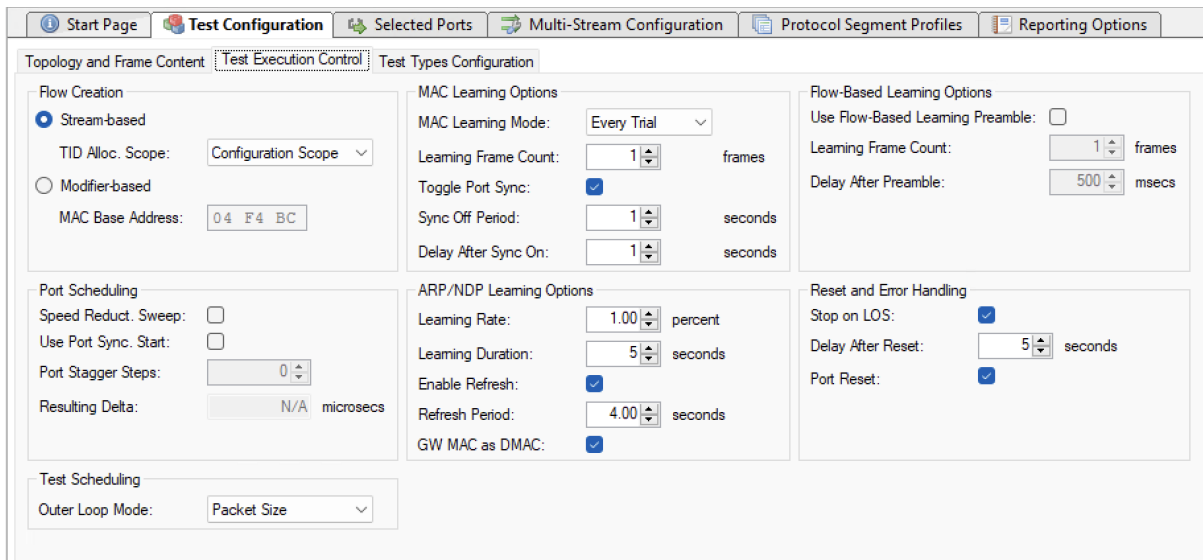 Start Page
Test Configuration
Selected Ports
Multi-Stream Configuration
Protocol Segment Profiles
Reporting Options
Topology and Frame Content
Test Execution Control
Test Types Configuration
Flow Creation
Stream-based
TID Alloc. Scope: Configuration Scope
Modifier-based
MAC Base Address: 04 F4 BC
MAC Learning Options
MAC Learning Mode: Every Trial
Learning Frame Count: 1 frames
Toggle Port Sync:
Sync Off Period: 1 seconds
Delay After Sync On: 1 seconds
Flow-Based Learning Options
Use Flow-Based Learning Preamble:
Learning Frame Count: 1 frames
Delay After Preamble: 500 msecs
Port Scheduling
Speed Reduct. Sweep:
Use Port Sync. Start:
Port Stagger Steps: 0
Resulting Delta: N/A microsecs
ARP/NDP Learning Options
Learning Rate: 1.00 percent
Learning Duration: 5 seconds
Enable Refresh:
Refresh Period: 4.00 seconds
GW MAC as DMAC:
Reset and Error Handling
Stop on LOS:
Delay After Reset: 5 seconds
Port Reset:
Test Scheduling
Outer Loop Mode: Packet Size